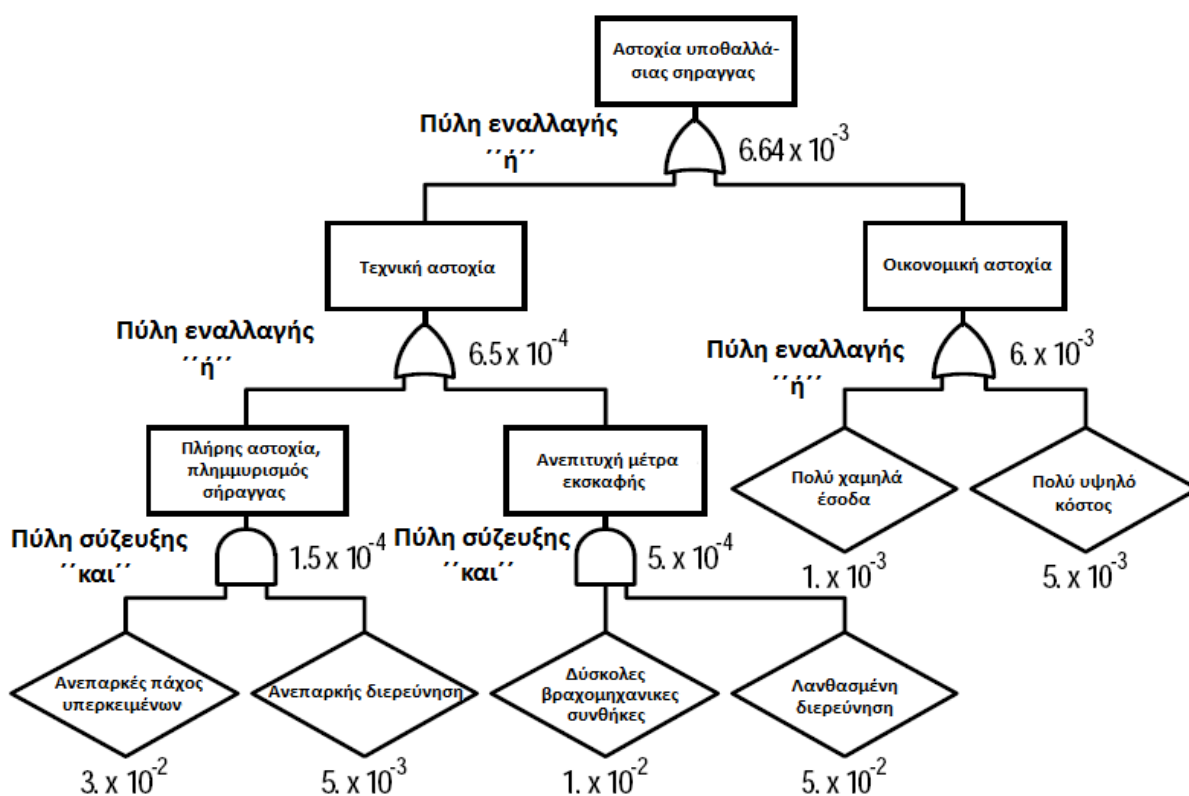 Αστοχία υποθαλλά-
σιας σηραγγας
Πύλη εναλλαγής
΄΄ή΄΄
6.64 x 10⁻³
Τεχνική αστοχία
Οικονομική αστοχία
Πύλη εναλλαγής
΄΄ή΄΄
6.5 x 10⁻⁴
Πύλη εναλλαγής
΄΄ή΄΄
6. x 10⁻³
Πλήρης αστοχία,
πλημμυρισμός
σήραγγας
Ανεπιτυχή μέτρα
εκσκαφής
Πολύ χαμηλά
έσοδα
Πολύ υψηλό
κόστος
Πύλη σύζευξης
΄΄και΄΄
1.5 x 10⁻⁴
Πύλη σύζευξης
΄΄και΄΄
5. x 10⁻⁴
1. x 10⁻³
5. x 10⁻³
Ανεπαρκές πάχος
υπερκειμένων
Ανεπαρκής διερεύνηση
Δύσκολες
βραχομηχανικες
συνθήκες
Λανθασμένη
διερεύνηση
3. x 10⁻²
5. x 10⁻³
1. x 10⁻²
5. x 10⁻²